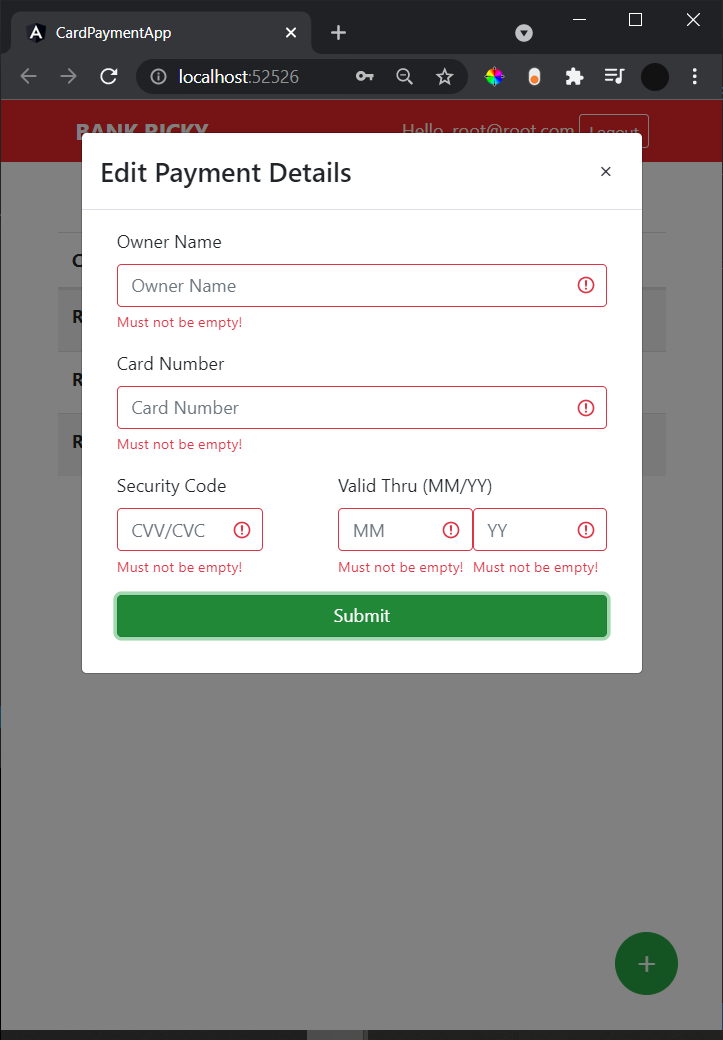 CardPaymentApp
localhost:52526
BANK RICKY
Hello, root@root.com Logout
Edit Payment Details ×
C
Owner Name
Owner Name
R
Must not be empty!
Card Number
R
Card Number
R
Must not be empty!
Security Code Valid Thru (MM/YY)
CVV/CVC MM YY
Must not be empty! Must not be empty! Must not be empty!
Submit
+